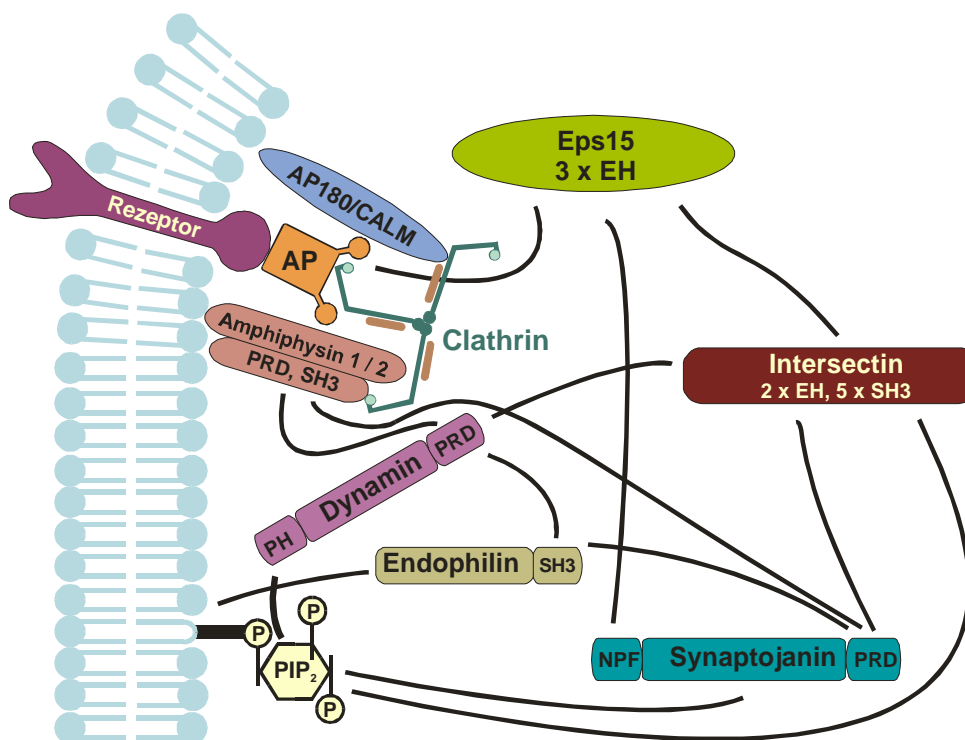 Eps15
3 x EH
AP180/CALM
Rezeptor
AP
Clathrin
Amphiphysin 1 / 2
PRD, SH3
Intersectin
2 x EH, 5 x SH3
PRD
Dynamin
PH
Endophilin
SH3
P
P
PIP₂
P
NPF
Synaptojanin
PRD